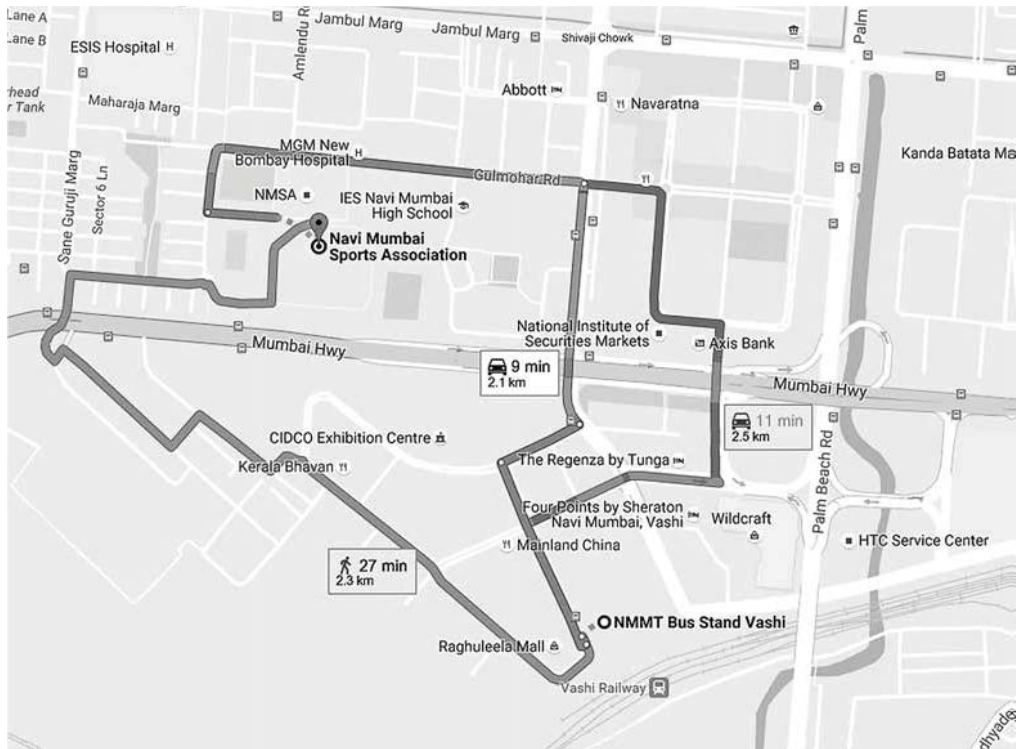 Lane A
Lane B
ESIS Hospital
Amlendu R
Jambul Marg
Jambul Marg
Shivaji Chowk
Palm
rhead
r Tank
Maharaja Marg
Abbott
Navaratna
MGM New
Bombay Hospital
Gulmohar Rd
Kanda Batata Ma
NMSA
IES Navi Mumbai
High School
Sane Guruji Marg
Sector 6 Ln
Navi Mumbai
Sports Association
National Institute of
Securities Markets
Axis Bank
Mumbai Hwy
9 min
2.1 km
Mumbai Hwy
11 min
2.5 km
CIDCO Exhibition Centre
Kerala Bhavan
The Regenza by Tunga
Palm Beach Rd
Four Points by Sheraton
Navi Mumbai, Vashi
Wildcraft
HTC Service Center
Mainland China
27 min
2.3 km
NMMT Bus Stand Vashi
Raghuleela Mall
Vashi Railway
dhyade